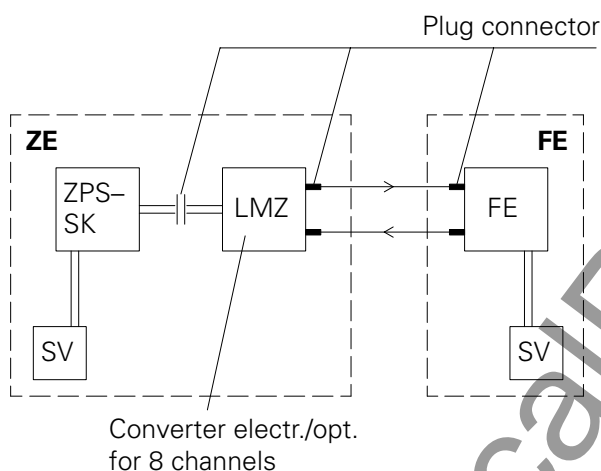 Plug connector
ZE
FE
ZPS–
SK
LMZ
FE
SV
SV
Converter electr./opt.
for 8 channels